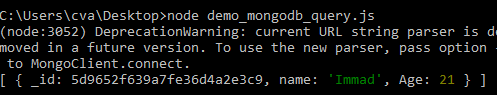 C:\Users\cva\Desktop>node demo_mongodb_query.js
(node:3052) DeprecationWarning: current URL string parser is
moved in a future version. To use the new parser, pass option
to MongoClient.connect.
[ { _id: 5d9652f639a7fe36d4a2e3c9, name: 'Immad', Age: 21 } ]